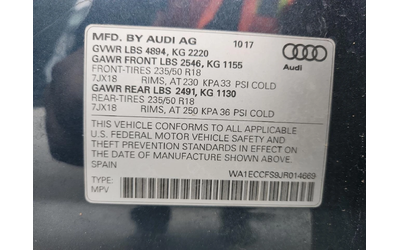 MFD. BY AUDI AG 10 17
GVWR LBS 4894, KG 2220
GAWR FRONT LBS 2546, KG 1155
FRONT-TIRES 235/50 R18
7JX18 RIMS, AT 230 KPA 33 PSI COLD
GAWR REAR LBS 2491, KG 1130
REAR-TIRES 235/50 R18
7JX18 RIMS, AT 250 KPA 36 PSI COLD
Audi
THIS VEHICLE CONFORMS TO ALL APPLICABLE
U.S. FEDERAL MOTOR VEHICLE SAFETY, BUMPER AND
THEFT PREVENTION STANDARDS IN EFFECT ON
THE DATE OF MANUFACTURE SHOWN ABOVE.
SPAIN
TYPE: WA1ECCFS9JR014669
MPV